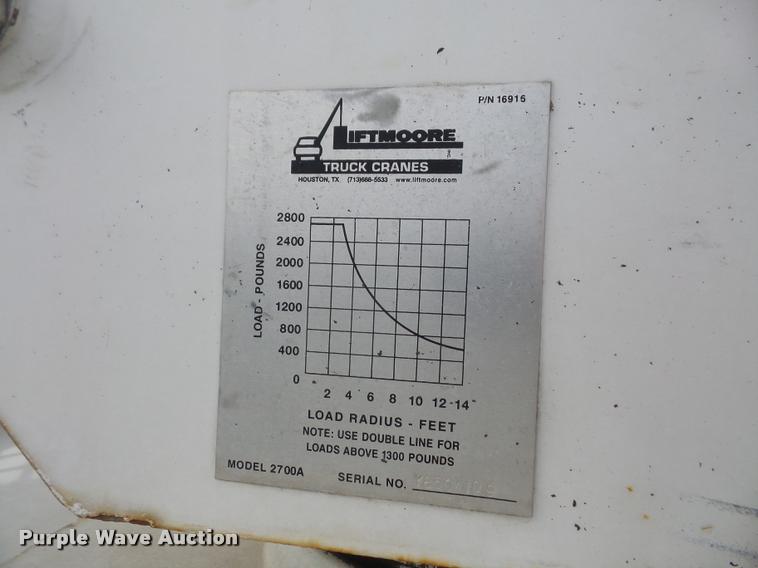 P/N 16915
LIFTMOORE
TRUCK CRANES
HOUSTON, TX (713)688-5533 www.liftmoore.com
2800
2400
2000
1600
1200
800
400
0
LOAD - POUNDS
2 4 6 8 10 12 14
LOAD RADIUS - FEET
NOTE: USE DOUBLE LINE FOR
LOADS ABOVE 1300 POUNDS
MODEL 2700A SERIAL NO.
Purple Wave Auction